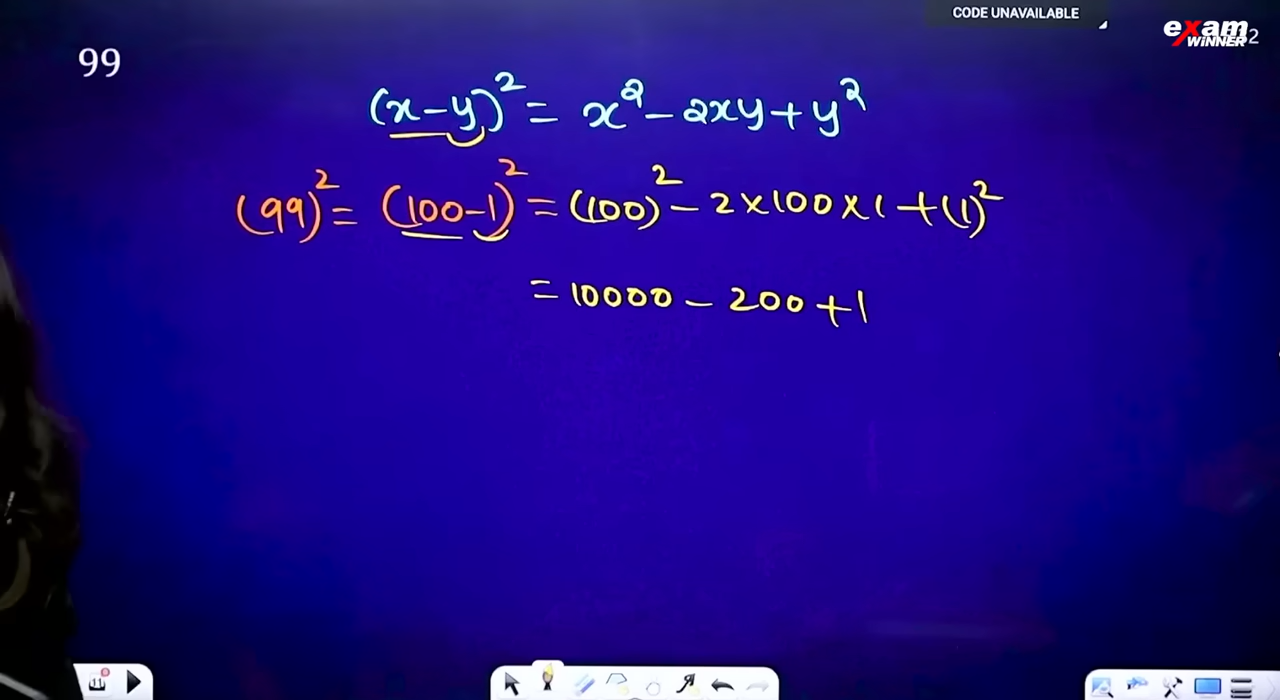 CODE UNAVAILABLE
exam
WiNNER
99
(x-y)² = x² - 2xy + y²
(99)² = (100-1)² = (100)² - 2×100×1 + (1)²
= 10000 - 200 + 1